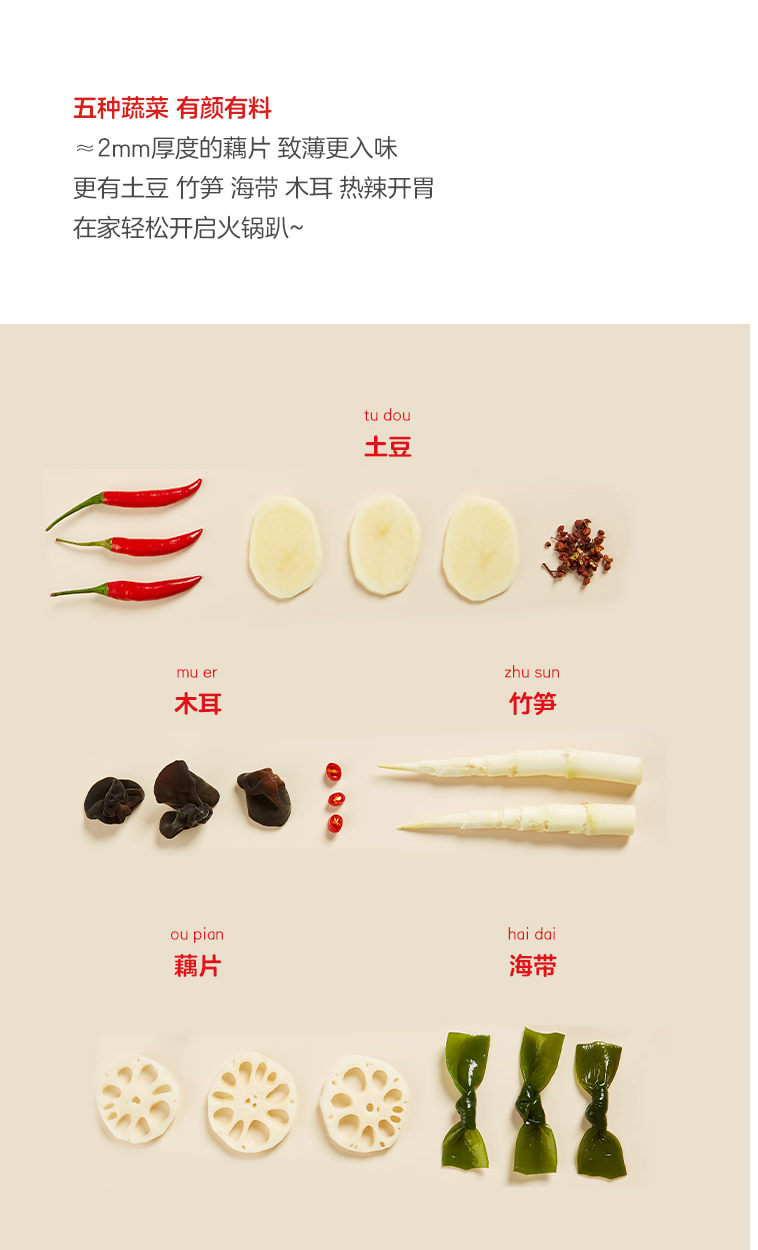 五种蔬菜 有颜有料
≈2mm厚度的藕片 致薄更入味
更有土豆 竹笋 海带 木耳 热辣开胃
在家轻松开启火锅趴~
tu dou
土豆
mu er
木耳
zhu sun
竹笋
ou pian
藕片
hai dai
海带